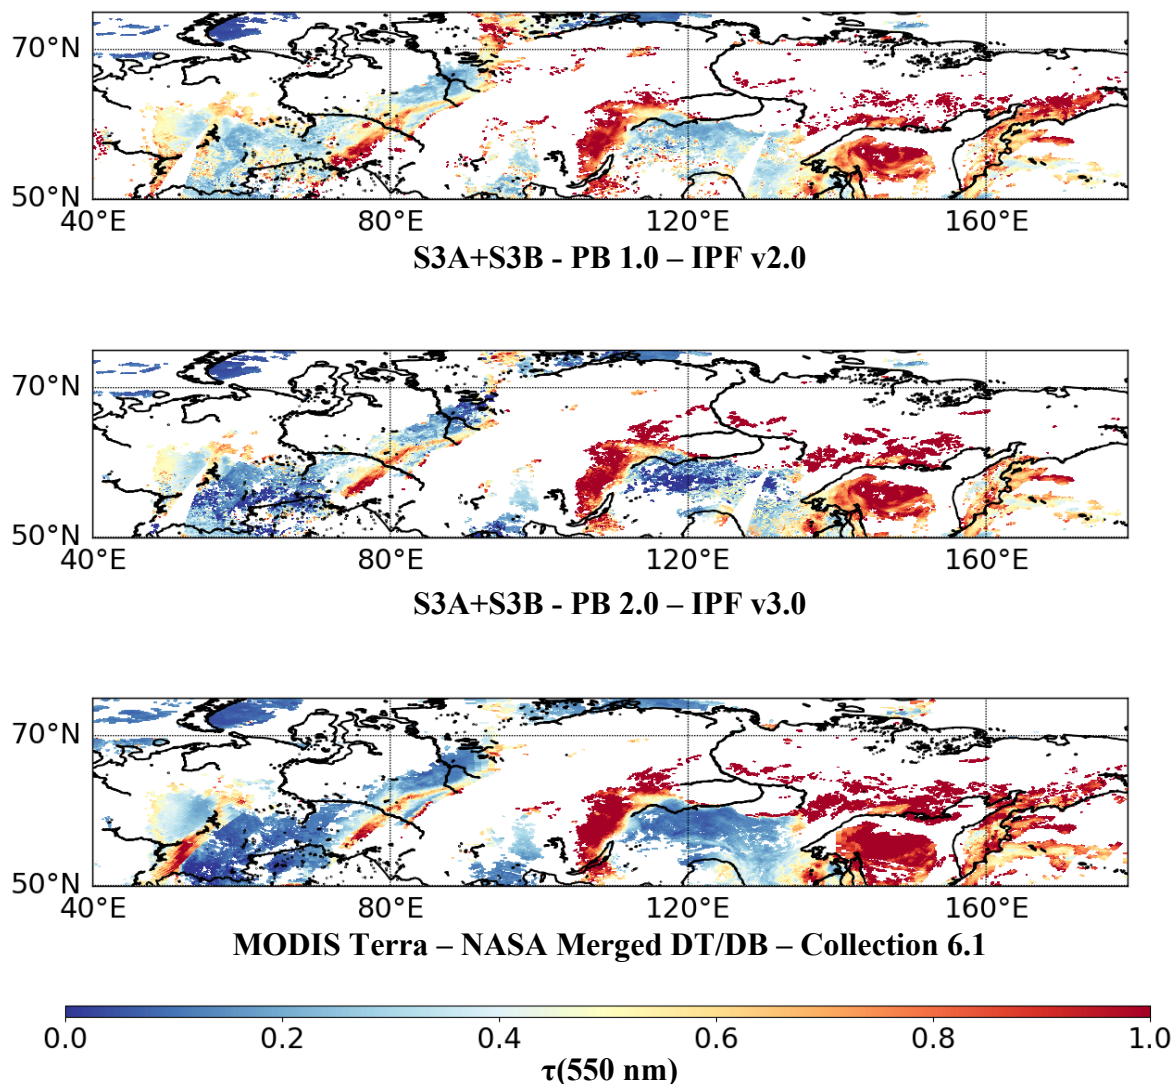 70°N
50°N
40°E 80°E 120°E 160°E
S3A+S3B - PB 1.0 – IPF v2.0
70°N
50°N
40°E 80°E 120°E 160°E
S3A+S3B - PB 2.0 – IPF v3.0
70°N
50°N
40°E 80°E 120°E 160°E
MODIS Terra – NASA Merged DT/DB – Collection 6.1
0.0 0.2 0.4 0.6 0.8 1.0
τ(550 nm)